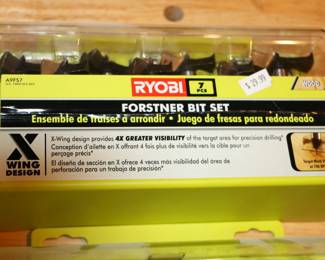 A9FS7
RYOBI
7
PCS
$29.99
FORSTNER BIT SET
Ensemble de fraises à arrondir • Juego de fresas para redondeado
X
WING
DESIGN
X-Wing design provides 4X GREATER VISIBILITY of the target area for precision drilling*
Conception d'ailette en X offrant 4 fois plus de visibilité vers la cible pour un
perçage précis*
El diseño de sección en X ofrece 4 veces más visibilidad del área de
perforación para un trabajo de precisión*